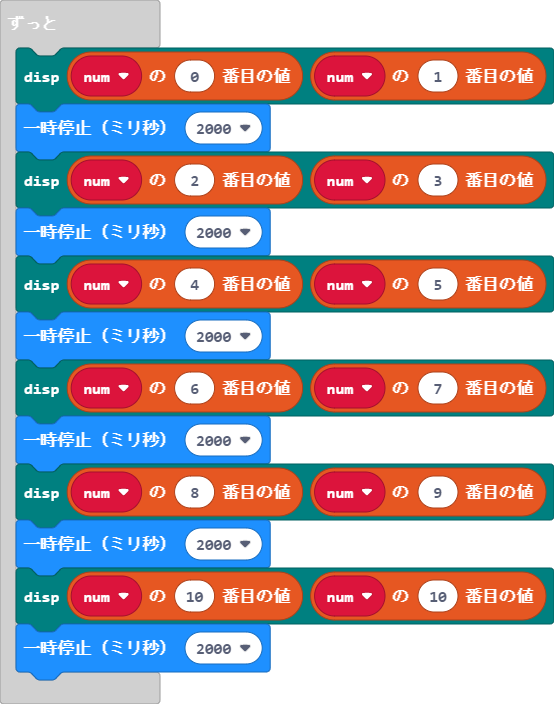 ずっと
disp num の 0 番目の値 num の 1 番目の値
一時停止（ミリ秒） 2000
disp num の 2 番目の値 num の 3 番目の値
一時停止（ミリ秒） 2000
disp num の 4 番目の値 num の 5 番目の値
一時停止（ミリ秒） 2000
disp num の 6 番目の値 num の 7 番目の値
一時停止（ミリ秒） 2000
disp num の 8 番目の値 num の 9 番目の値
一時停止（ミリ秒） 2000
disp num の 10 番目の値 num の 10 番目の値
一時停止（ミリ秒） 2000